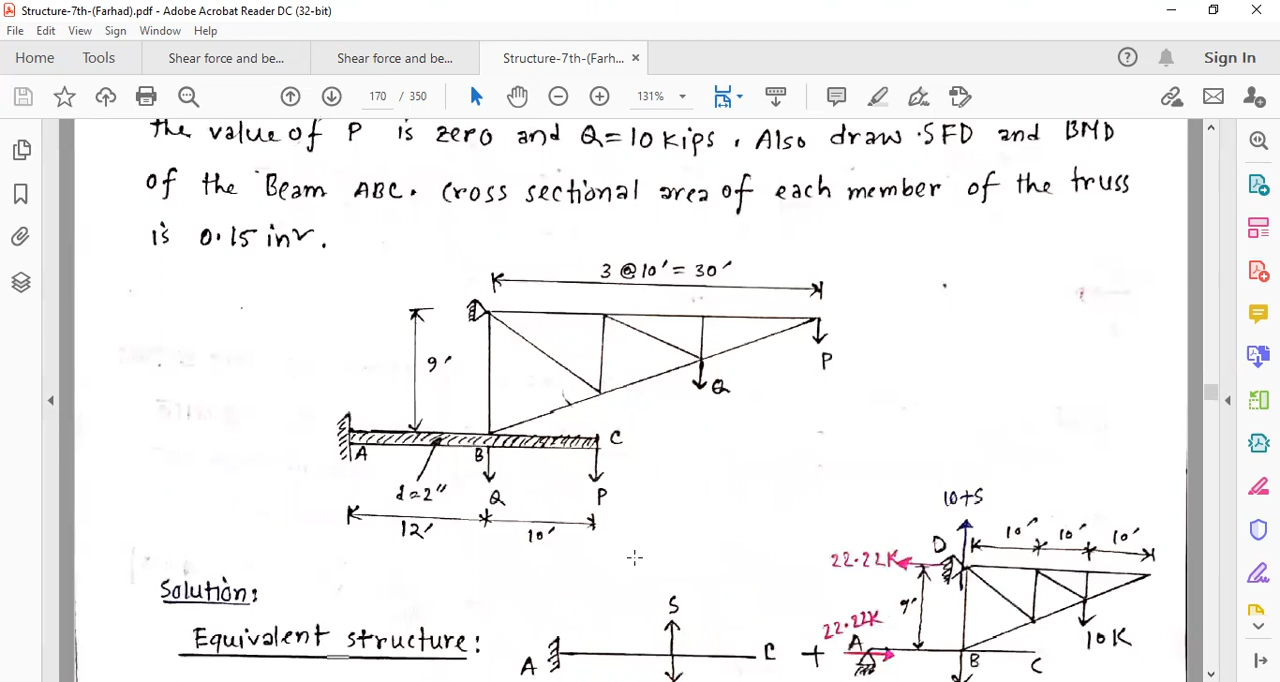 Structure-7th-(Farhad).pdf - Adobe Acrobat Reader DC (32-bit)
File Edit View Sign Window Help
Home Tools Shear force and be... Shear force and be... Structure-7th-(Farh... × Sign In
170 / 350 131%
the value of P is zero and Q=10 kips, Also draw SFD and BMD
of the Beam ABC. Cross sectional area of each member of the truss
is 0.15 in².
3 @10′ = 30′
9′
P
Q
A B C
d=2″
Q P
12′ 10′
10+S
D 10′ 10′ 10′
22.22K
Solution:
9′
S
22.22K
Equivalent structure:
A C + A B C
10K